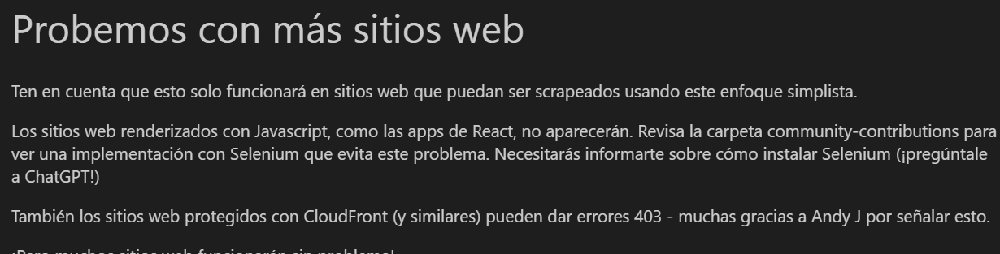 Probemos con más sitios web
Ten en cuenta que esto solo funcionará en sitios web que puedan ser scrapeados usando este enfoque simplista.
Los sitios web renderizados con Javascript, como las apps de React, no aparecerán. Revisa la carpeta community-contributions para
ver una implementación con Selenium que evita este problema. Necesitarás informarte sobre cómo instalar Selenium (¡pregúntale
a ChatGPT!)
También los sitios web protegidos con CloudFront (y similares) pueden dar errores 403 - muchas gracias a Andy J por señalar esto.
¡Pero muchos sitios web funcionarán sin problema!